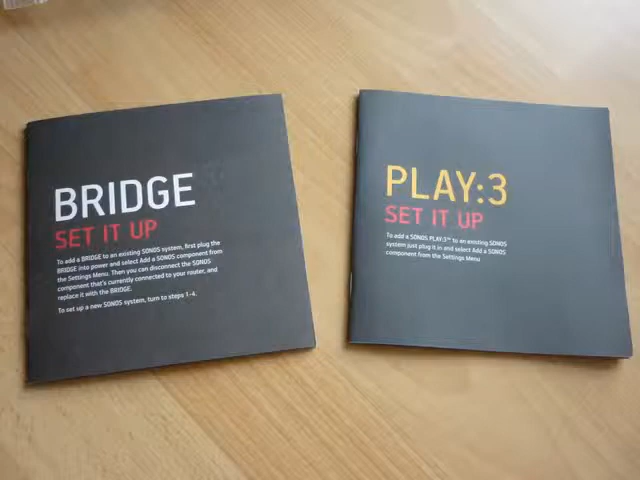 BRIDGE
SET IT UP
To add a BRIDGE to an existing SONOS system, first plug the
BRIDGE into power and select Add a SONOS component from
the Settings Menu. Then you can disconnect the SONOS
component that's currently connected to your router, and
replace it with the BRIDGE.
To set up a new SONOS system, turn to steps 1-4.
PLAY:3
SET IT UP
To add a SONOS PLAY:3™ to an existing SONOS
system just plug it in and select Add a SONOS
component from the Settings Menu